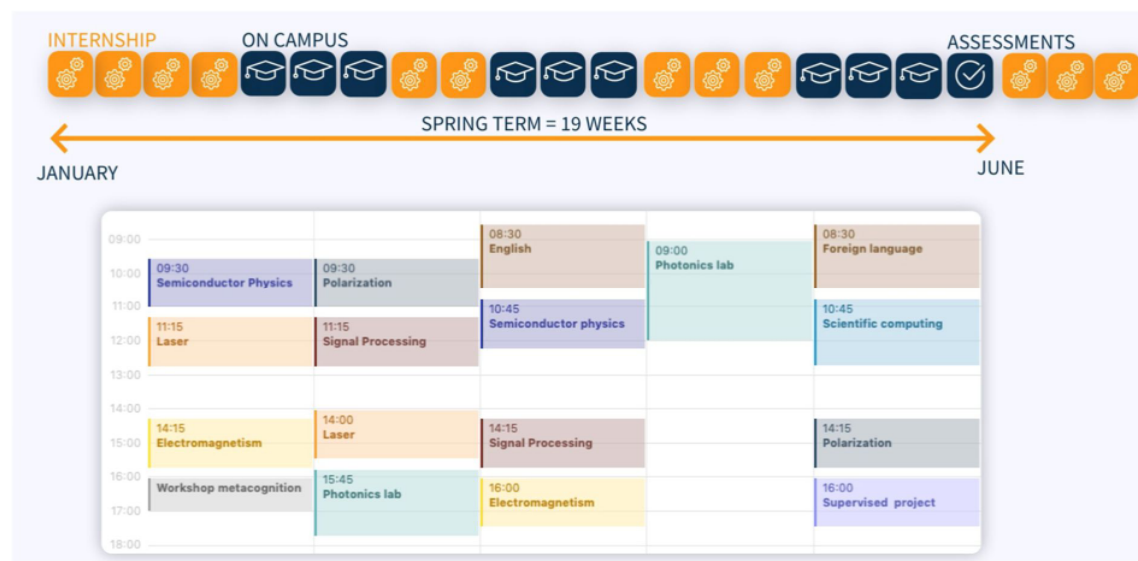 INTERNSHIP
ON CAMPUS
ASSESSMENTS
SPRING TERM = 19 WEEKS
JANUARY
JUNE
09:00
10:00
11:00
12:00
13:00
14:00
15:00
16:00
17:00
18:00
09:30
Semiconductor Physics
11:15
Laser
14:15
Electromagnetism
Workshop metacognition
09:30
Polarization
11:15
Signal Processing
14:00
Laser
15:45
Photonics lab
08:30
English
10:45
Semiconductor physics
14:15
Signal Processing
16:00
Electromagnetism
09:00
Photonics lab
08:30
Foreign language
10:45
Scientific computing
14:15
Polarization
16:00
Supervised project